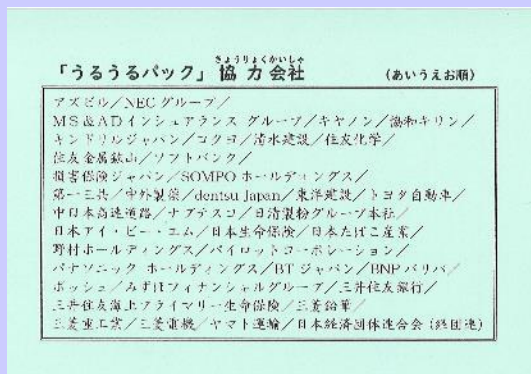 きょうりょくかいしゃ
「うるうるパック」協力会社 （あいうえお順）
アズビル／NECグループ／
MS&ADインシュアランス グループ／キヤノン／協和キリン／
キンドリルジャパン／コクヨ／清水建設／住友化学／
住友金属鉱山／ソフトバンク／
損害保険ジャパン／SOMPOホールディングス／
第一三共／中外製薬／dentsu Japan／東洋建設／トヨタ自動車／
中日本高速道路／ナブテスコ／日清製粉グループ本社／
日本アイ・ビー・エム／日本生命保険／日本たばこ産業／
野村ホールディングス／パイロットコーポレーション／
パナソニック ホールディングス／BTジャパン／BNPパリバ／
ボッシュ／みずほフィナンシャルグループ／三井住友銀行／
三井住友海上プライマリー生命保険／三菱鉛筆／
三菱重工業／三菱電機／ヤマト運輸／日本経済団体連合会（経団連）